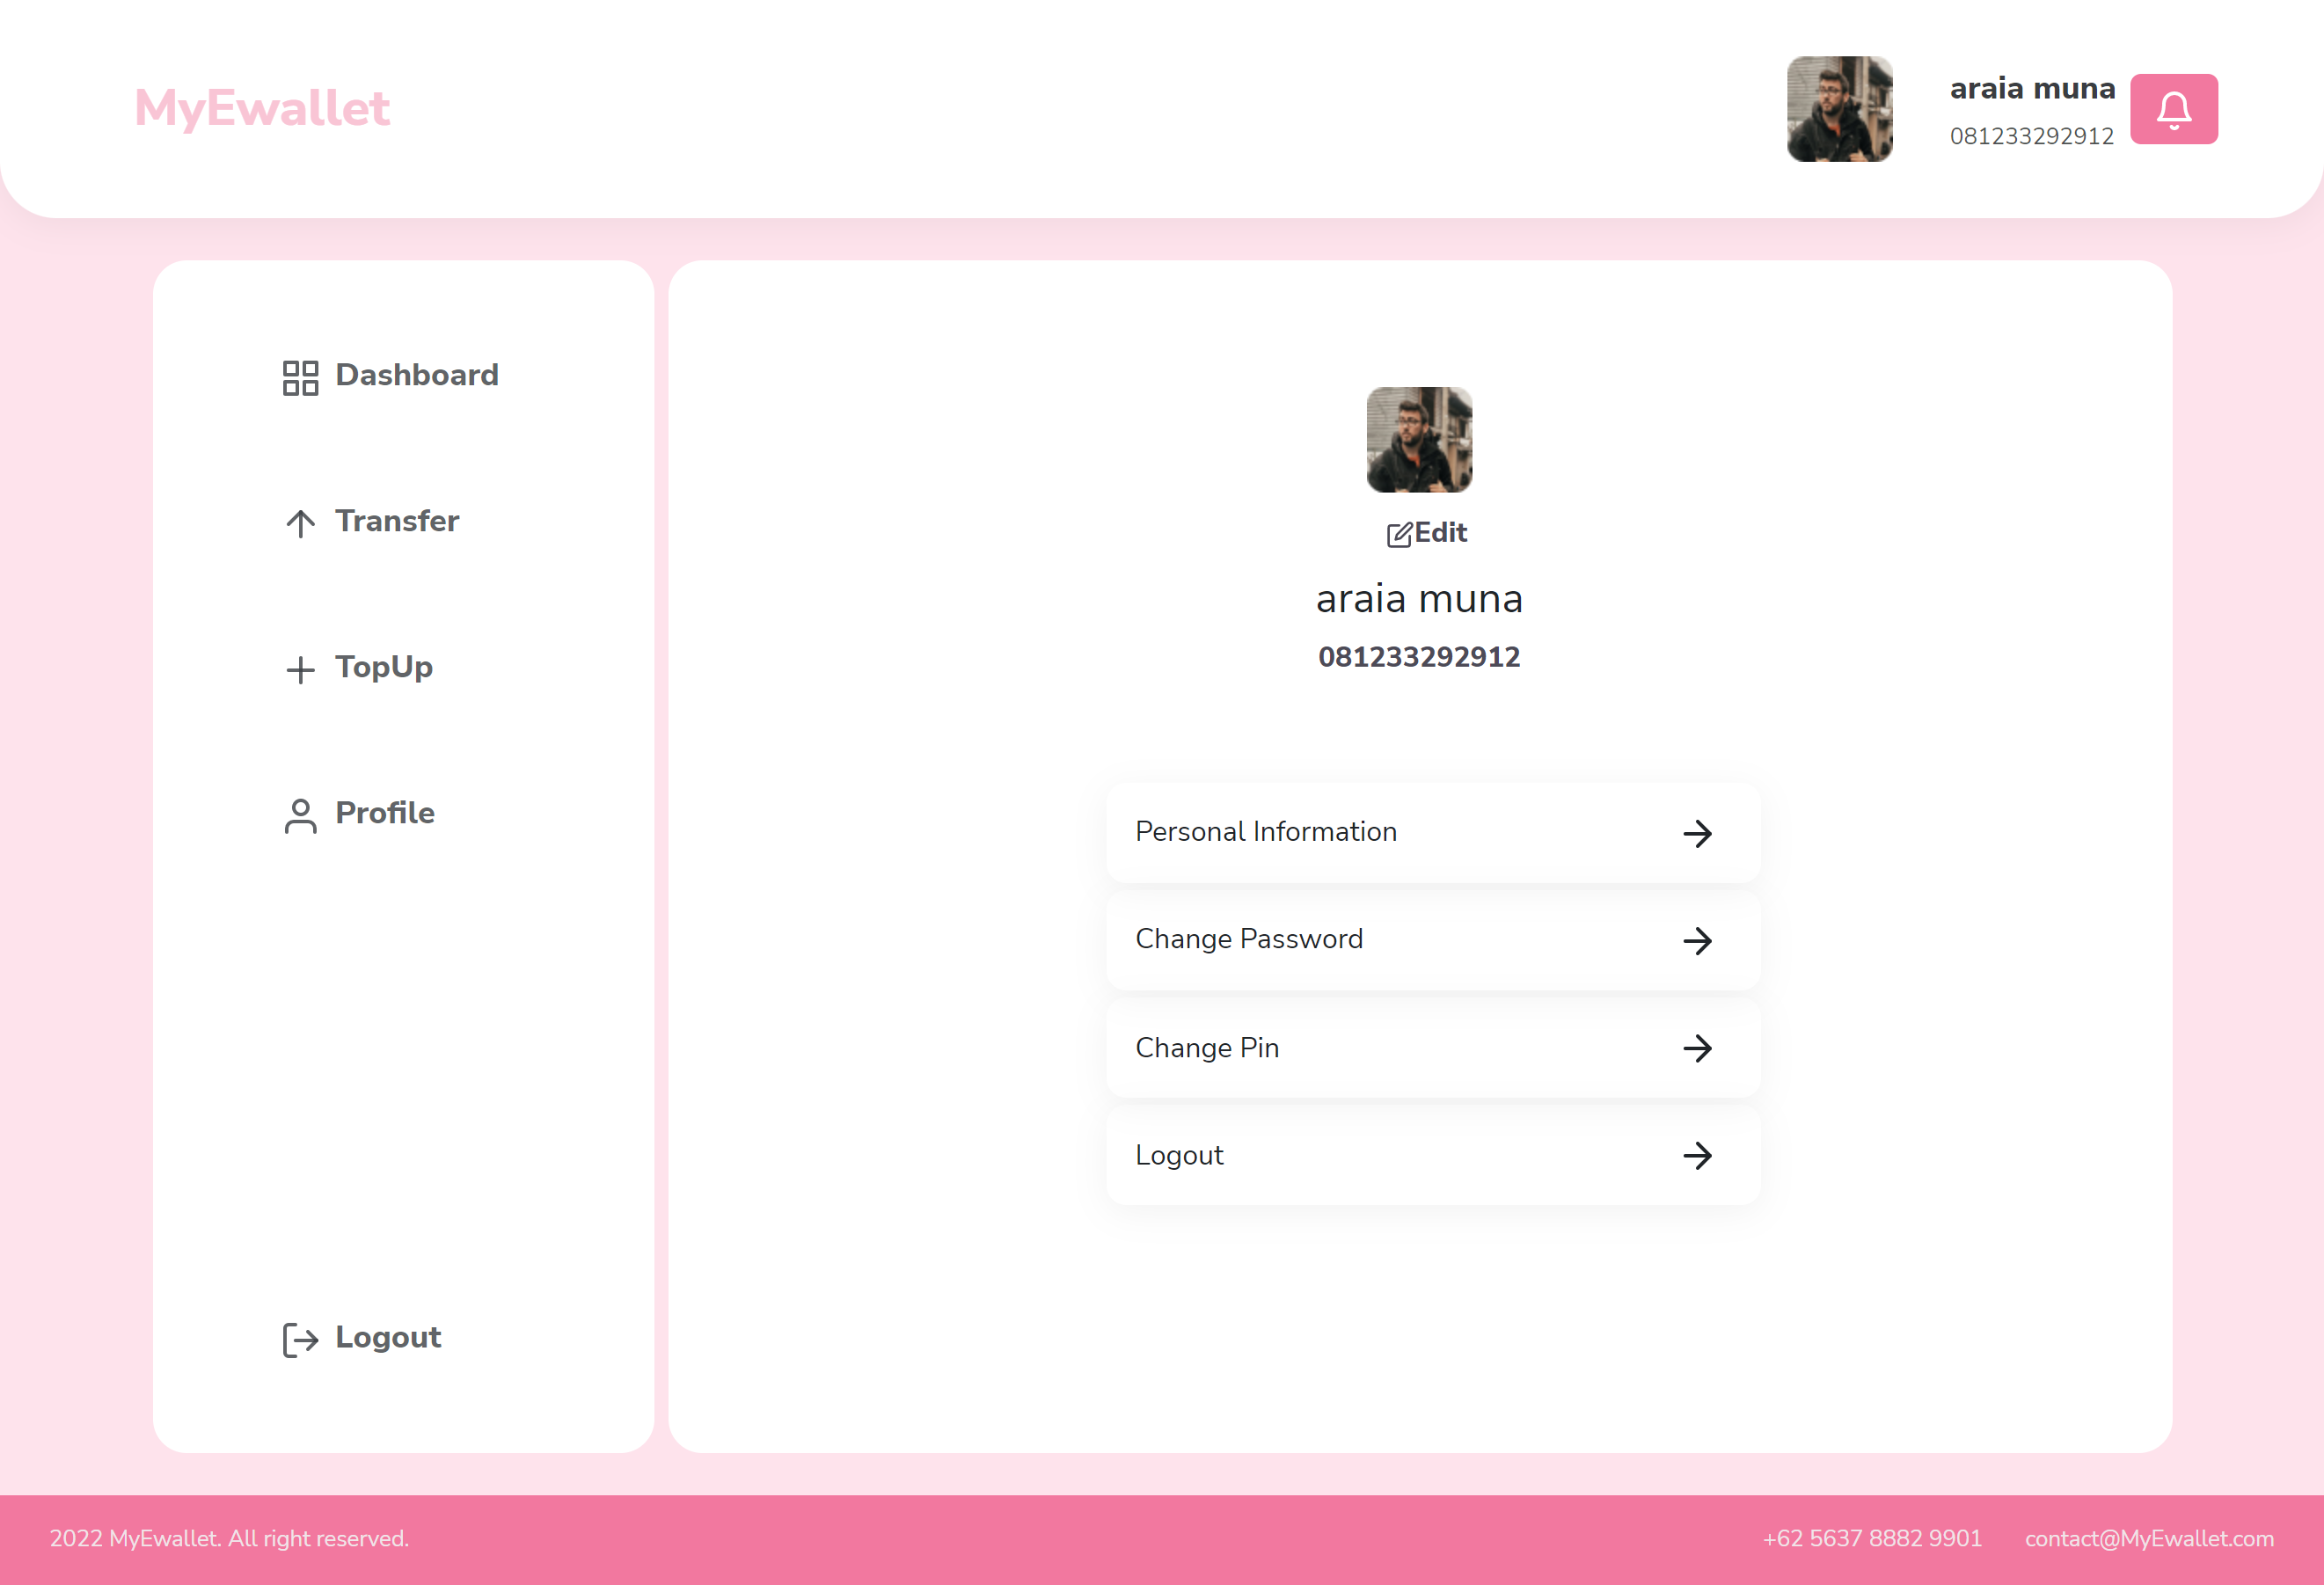 MyEwallet
araia muna
081233292912
Dashboard
Transfer
TopUp
Profile
Logout
Edit
araia muna
081233292912
Personal Information
Change Password
Change Pin
Logout
2022 MyEwallet. All right reserved.
+62 5637 8882 9901
contact@MyEwallet.com